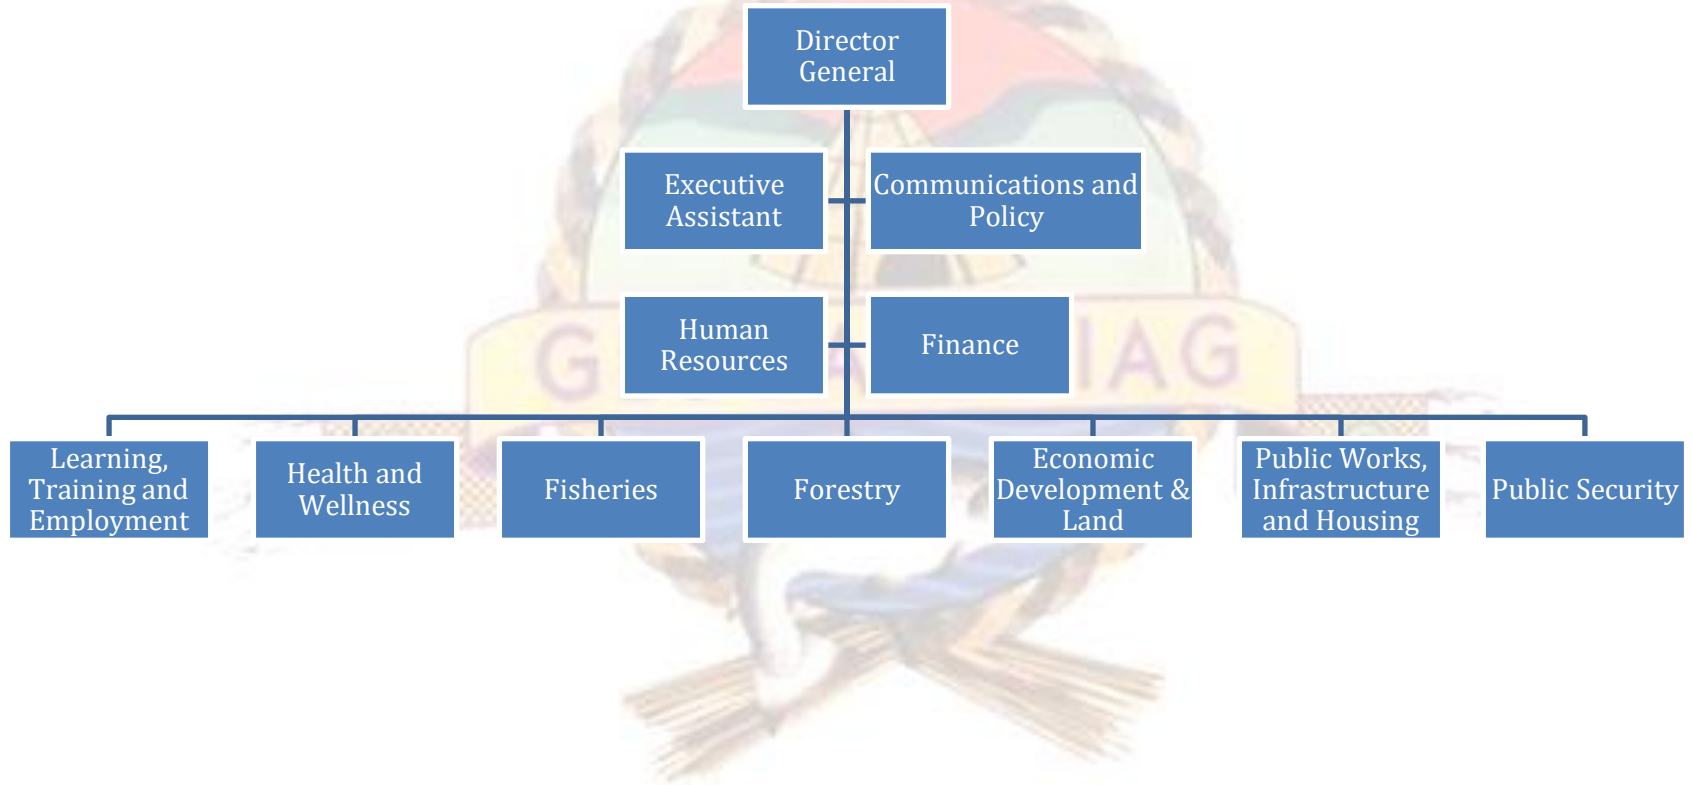 Director
General
Executive
Assistant
Communications and
Policy
Human
Resources
Finance
Learning,
Training and
Employment
Health and
Wellness
Fisheries
Forestry
Economic
Development &
Land
Public Works,
Infrastructure
and Housing
Public Security